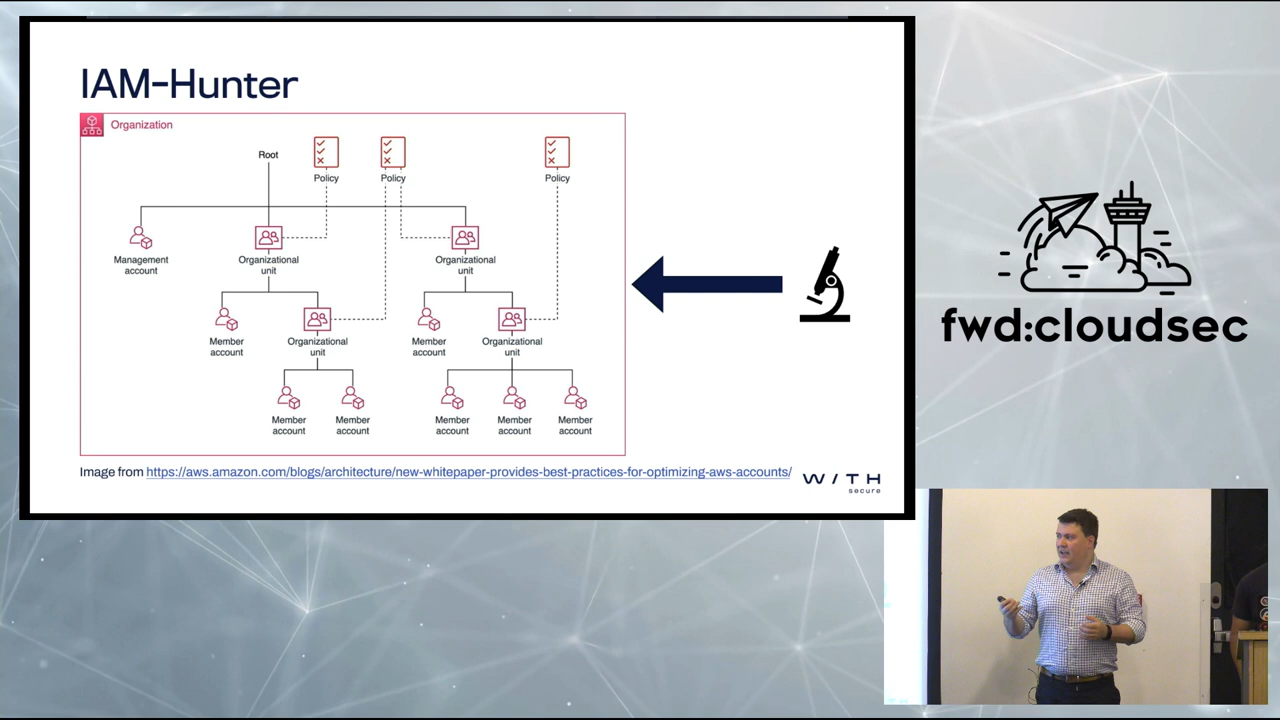 IAM-Hunter
Organization
Root
Policy
Policy
Policy
Management
account
Organizational
unit
Organizational
unit
Member
account
Organizational
unit
Member
account
Organizational
unit
Member
account
Member
account
Member
account
Member
account
Member
account
Image from https://aws.amazon.com/blogs/architecture/new-whitepaper-provides-best-practices-for-optimizing-aws-accounts/
W/TH
secure
fwd:cloudsec